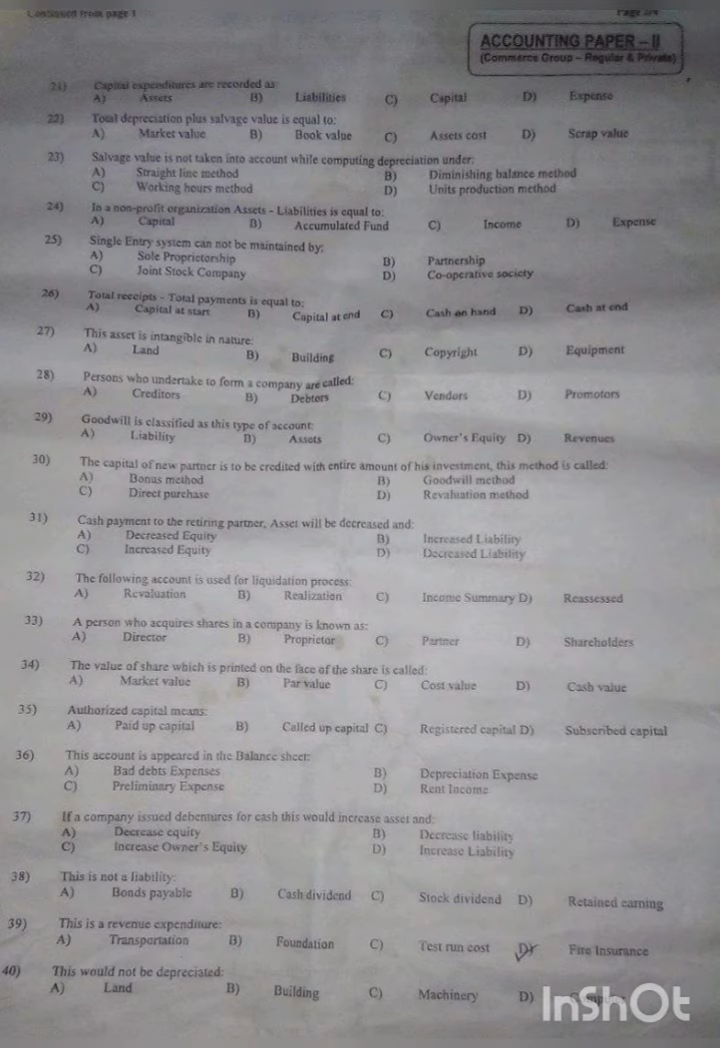 Continued from page 1
Page 2/4
ACCOUNTING PAPER – II
(Commerce Group – Regular & Private)
21) Capital expenditures are recorded as
A) Assets B) Liabilities C) Capital D) Expense
22) Total depreciation plus salvage value is equal to:
A) Market value B) Book value C) Assets cost D) Scrap value
23) Salvage value is not taken into account while computing depreciation under:
A) Straight line method B) Diminishing balance method
C) Working hours method D) Units production method
24) In a non-profit organization Assets - Liabilities is equal to:
A) Capital B) Accumulated Fund C) Income D) Expense
25) Single Entry system can not be maintained by:
A) Sole Proprietorship B) Partnership
C) Joint Stock Company D) Co-operative society
26) Total receipts - Total payments is equal to:
A) Capital at start B) Capital at end C) Cash on hand D) Cash at end
27) This asset is intangible in nature:
A) Land B) Building C) Copyright D) Equipment
28) Persons who undertake to form a company are called:
A) Creditors B) Debtors C) Vendors D) Promotors
29) Goodwill is classified as this type of account:
A) Liability B) Assets C) Owner's Equity D) Revenues
30) The capital of new partner is to be credited with entire amount of his investment, this method is called:
A) Bonus method B) Goodwill method
C) Direct purchase D) Revaluation method
31) Cash payment to the retiring partner, Asset will be decreased and:
A) Decreased Equity B) Increased Liability
C) Increased Equity D) Decreased Liability
32) The following account is used for liquidation process:
A) Revaluation B) Realization C) Income Summary D) Reassessed
33) A person who acquires shares in a company is known as:
A) Director B) Proprietor C) Partner D) Shareholders
34) The value of share which is printed on the face of the share is called:
A) Market value B) Par value C) Cost value D) Cash value
35) Authorized capital means:
A) Paid up capital B) Called up capital C) Registered capital D) Subscribed capital
36) This account is appeared in the Balance sheet:
A) Bad debts Expenses B) Depreciation Expense
C) Preliminary Expense D) Rent Income
37) If a company issued debentures for cash this would increase asset and:
A) Decrease equity B) Decrease liability
C) Increase Owner's Equity D) Increase Liability
38) This is not a liability:
A) Bonds payable B) Cash dividend C) Stock dividend D) Retained earning
39) This is a revenue expenditure:
A) Transportation B) Foundation C) Test run cost D) Fire Insurance
40) This would not be depreciated:
A) Land B) Building C) Machinery D)
InShOt